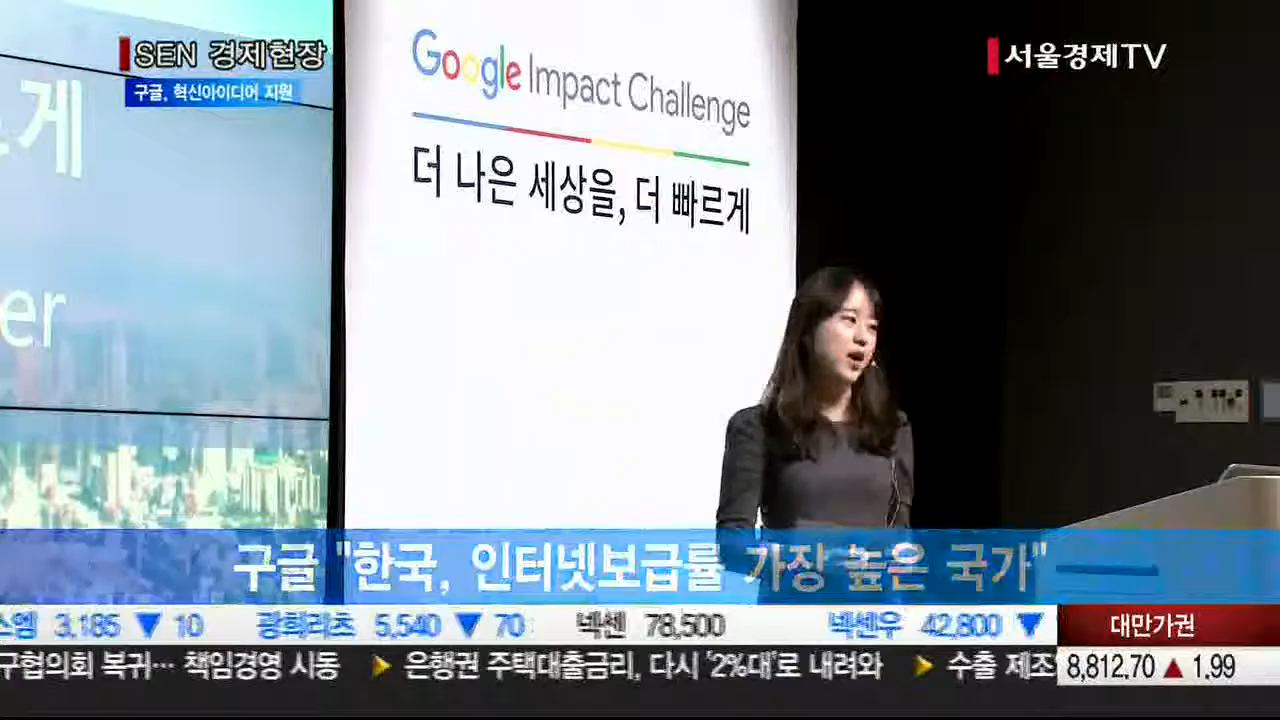 SEN 경제현장
구글, 혁신아이디어 지원
서울경제TV
게
er
Google Impact Challenge
더 나은 세상을, 더 빠르게
구글 "한국, 인터넷보급률 가장 높은 국가"
스엠 3,185 ▼ 10 광희리츠 5,540 ▼ 70 넥센 78,500 넥센우 42,800 ▼
대만가권
구협의회 복귀… 책임경영 시동 ▶ 은행권 주택대출금리, 다시 '2%대'로 내려와 ▶ 수출 제조
8,812.70 ▲ 1.99